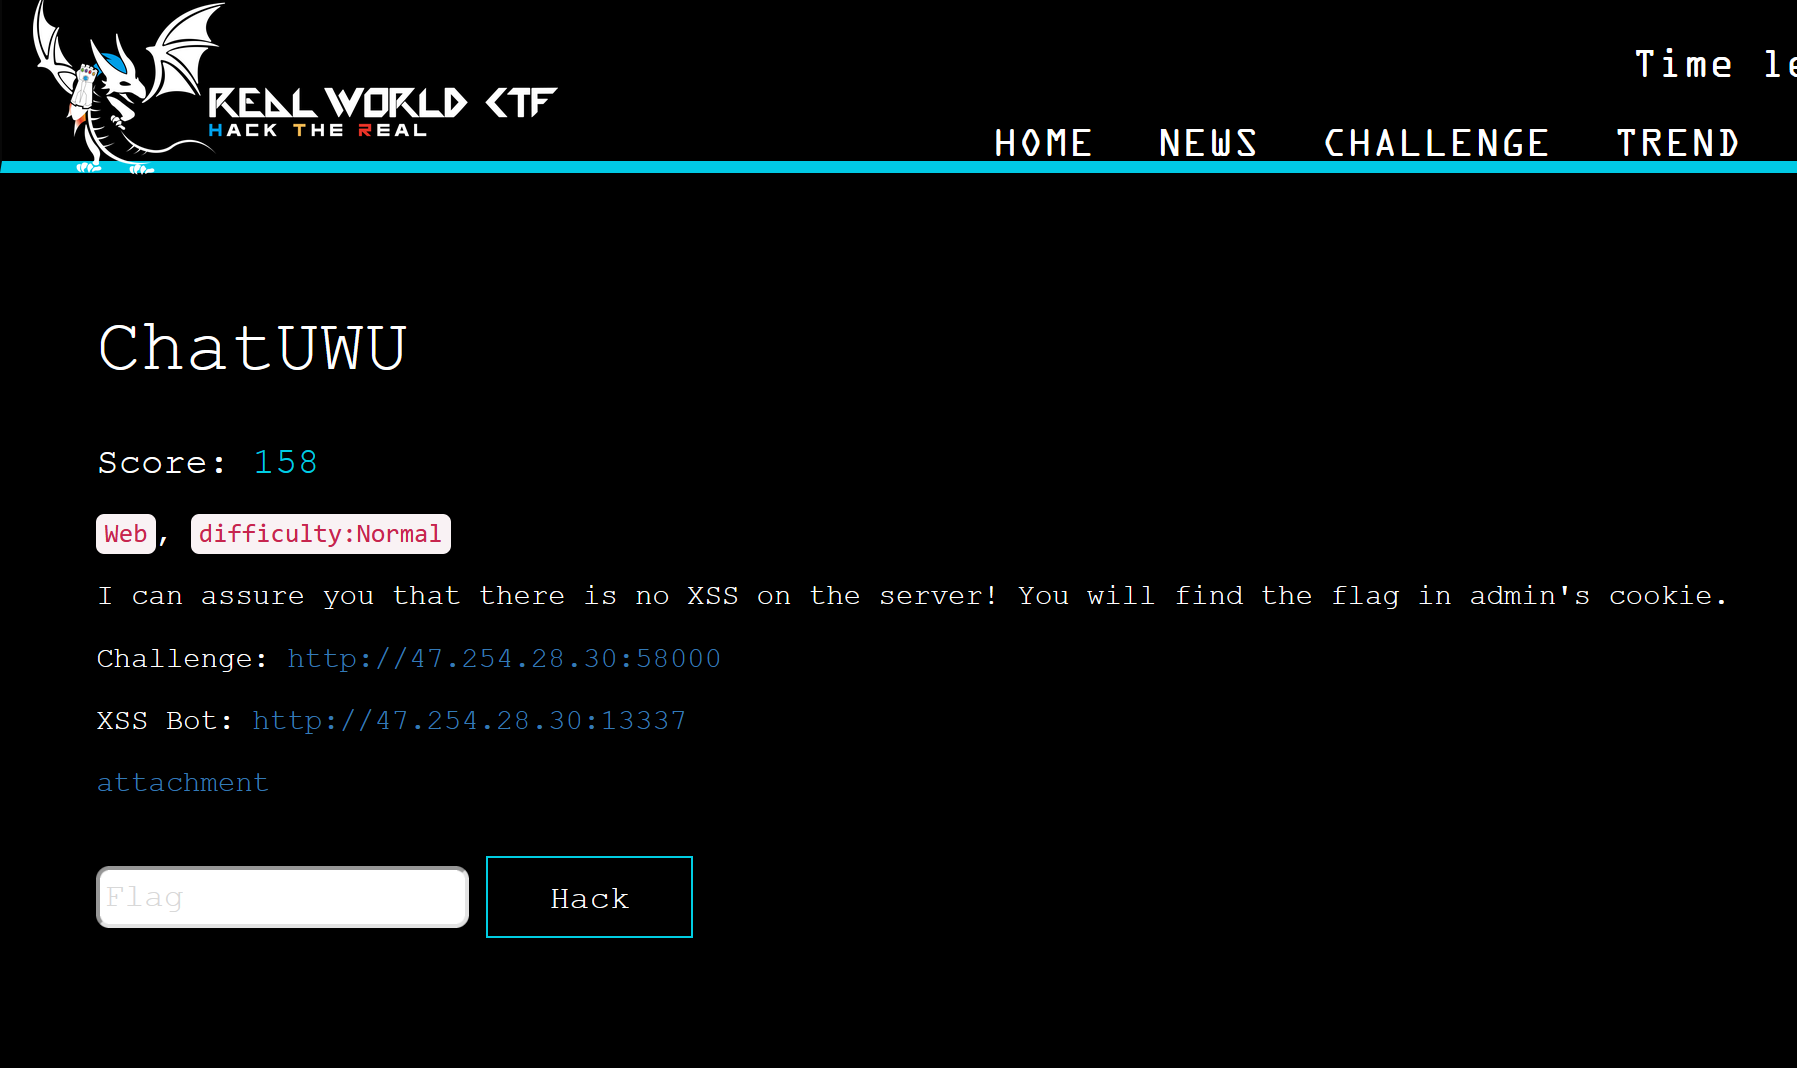 REAL WORLD CTF
HACK THE REAL
Time le
HOME NEWS CHALLENGE TREND
ChatUWU
Score: 158
Web, difficulty:Normal
I can assure you that there is no XSS on the server! You will find the flag in admin's cookie.
Challenge: http://47.254.28.30:58000
XSS Bot: http://47.254.28.30:13337
attachment
Flag Hack